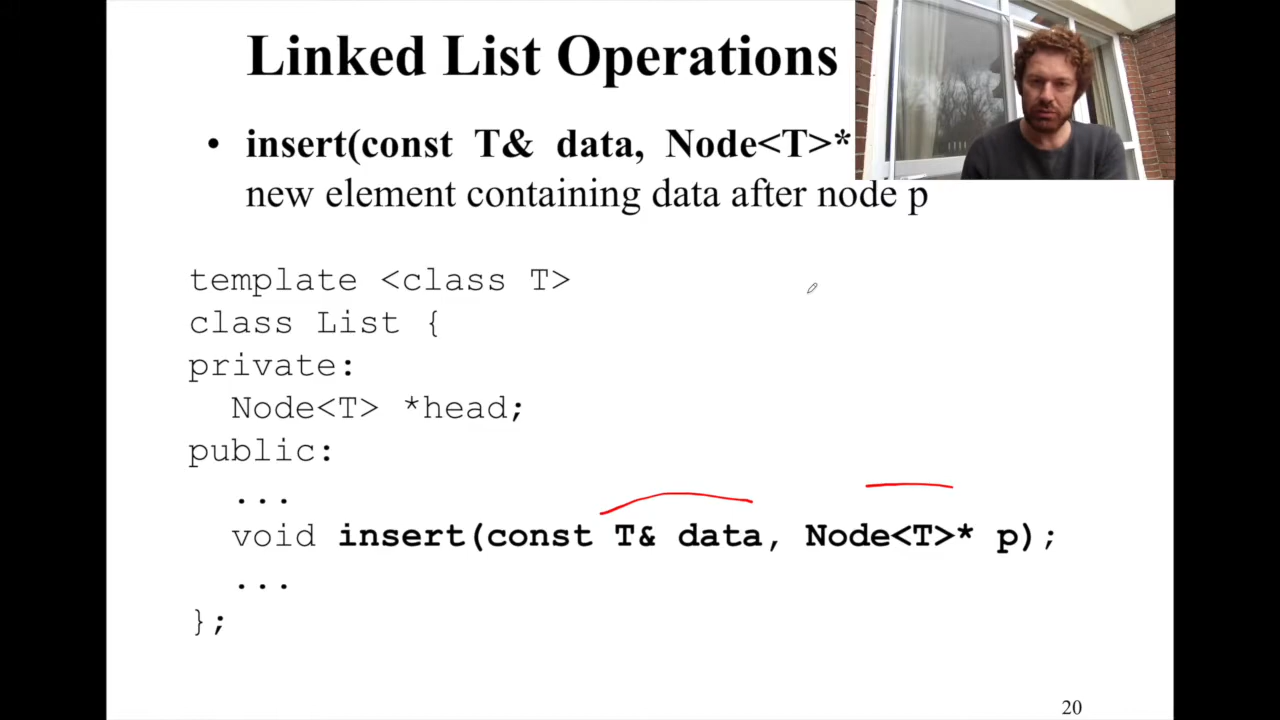 Linked List Operations
• insert(const T& data, Node<T>*
new element containing data after node p
template <class T>
class List {
private:
Node<T> *head;
public:
...
void insert(const T& data, Node<T>* p);
...
};
20